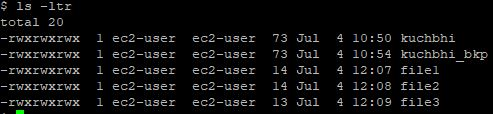 $ ls -ltr
total 20
-rwxrwxrwx 1 ec2-user ec2-user 73 Jul 4 10:50 kuchbhi
-rwxrwxrwx 1 ec2-user ec2-user 73 Jul 4 10:54 kuchbhi_bkp
-rwxrwxrwx 1 ec2-user ec2-user 14 Jul 4 12:07 file1
-rwxrwxrwx 1 ec2-user ec2-user 14 Jul 4 12:08 file2
-rwxrwxrwx 1 ec2-user ec2-user 13 Jul 4 12:09 file3